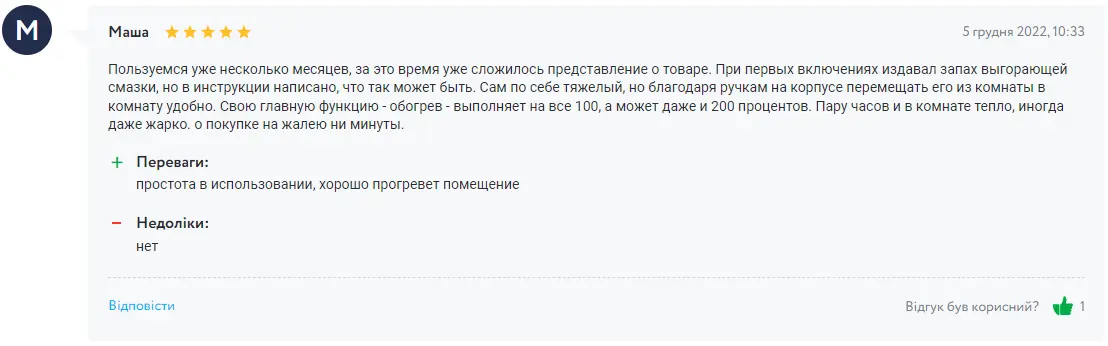 М
Маша
5 грудня 2022, 10:33
Пользуемся уже несколько месяцев, за это время уже сложилось представление о товаре. При первых включениях издавал запах выгорающей
смазки, но в инструкции написано, что так может быть. Сам по себе тяжелый, но благодаря ручкам на корпусе перемещать его из комнаты в
комнату удобно. Свою главную функцию - обогрев - выполняет на все 100, а может даже и 200 процентов. Пару часов и в комнате тепло, иногда
даже жарко. о покупке на жалею ни минуты.
+ Переваги:
простота в использовании, хорошо прогревет помещение
− Недоліки:
нет
Відповісти
Відгук був корисний? 1